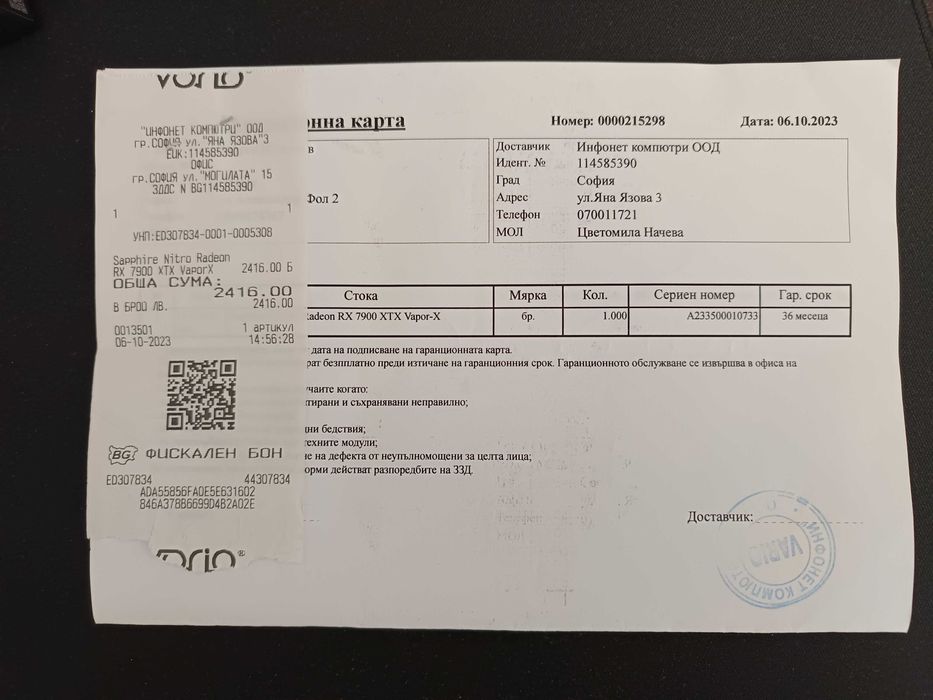 "ИНФОНЕТ КОМПЮТРИ" ООД
гр.СОФИЯ ул."ЯНА ЯЗОВА"3
ЕИК:114585390
ОФИС
гр.СОФИЯ ул."МОГИЛАТА" 15
ЗДДС N BG114585390
1 1
УНП:ED307834-0001-0005308
Sapphire Nitro Radeon
RX 7900 XTX VaporX 2416.00 Б
ОБЩА СУМА:
2416.00
В БРОЙ ЛВ. 2416.00
0013501 1 артикул
06-10-2023 14:56:28
BG ФИСКАЛЕН БОН
ED307834 44307834
ADA55856FA0E5E631602
846A378B6699D4B2A02E
vario®
нна карта
Номер: 0000215298
Дата: 06.10.2023
в
Фол 2
Доставчик Инфонет компютри ООД
Идент. № 114585390
Град София
Адрес ул.Яна Язова 3
Телефон 070011721
МОЛ Цветомила Начева
Стока Мярка Кол. Сериен номер Гар. срок
adeon RX 7900 XTX Vapor-X бр. 1.000 A233500010733 36 месеца
дата на подписване на гаранционната карта.
рат безпплатно преди изтичане на гаранционния срок. Гаранционното обслужване се извършва в офиса на
учаите когато:
тирани и съхранявани неправилно;
ни бедствия;
техните модули;
не на дефекта от неупълномощени за целта лица;
орми действат разпоредбите на ЗЗД.
Доставчик:
ИНФОНЕТ КОМПЮТ
VARIO